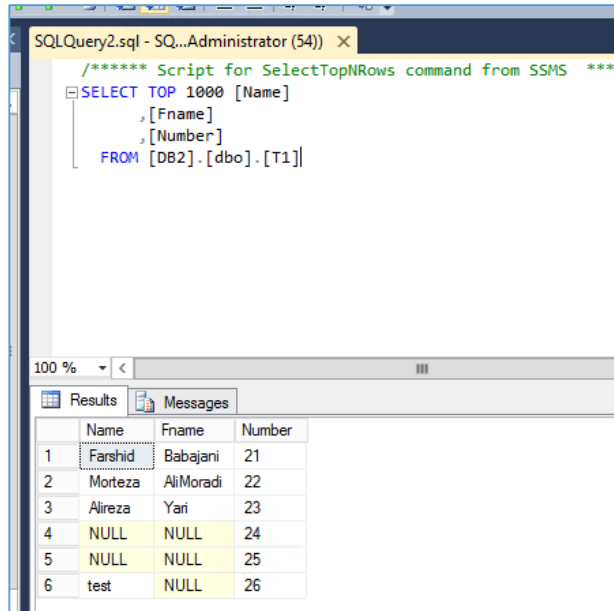 SQLQuery2.sql - SQ...Administrator (54)) ×
/****** Script for SelectTopNRows command from SSMS ***
SELECT TOP 1000 [Name]
,[Fname]
,[Number]
FROM [DB2].[dbo].[T1]
100 %
Results Messages
Name Fname Number
1 Farshid Babajani 21
2 Morteza AliMoradi 22
3 Alireza Yari 23
4 NULL NULL 24
5 NULL NULL 25
6 test NULL 26